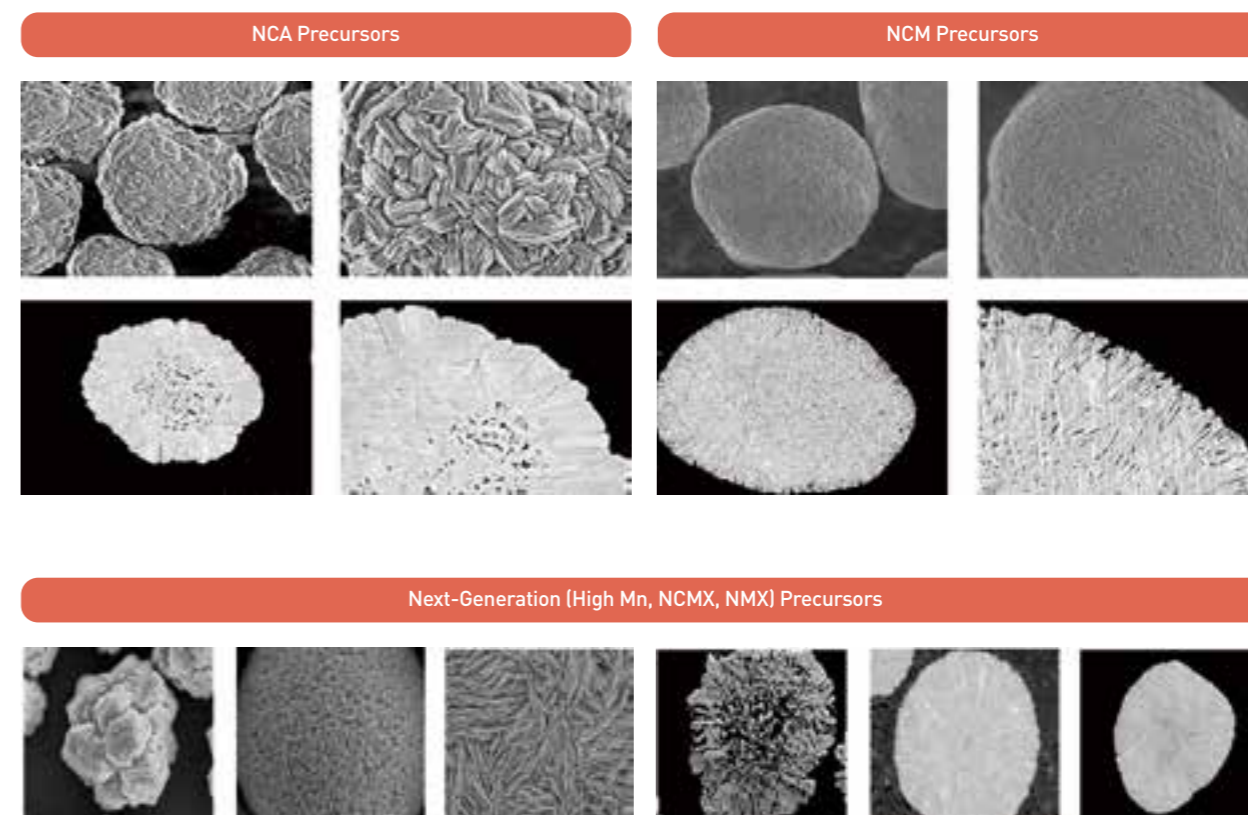 NCA Precursors
NCM Precursors
Next-Generation (High Mn, NCMX, NMX) Precursors